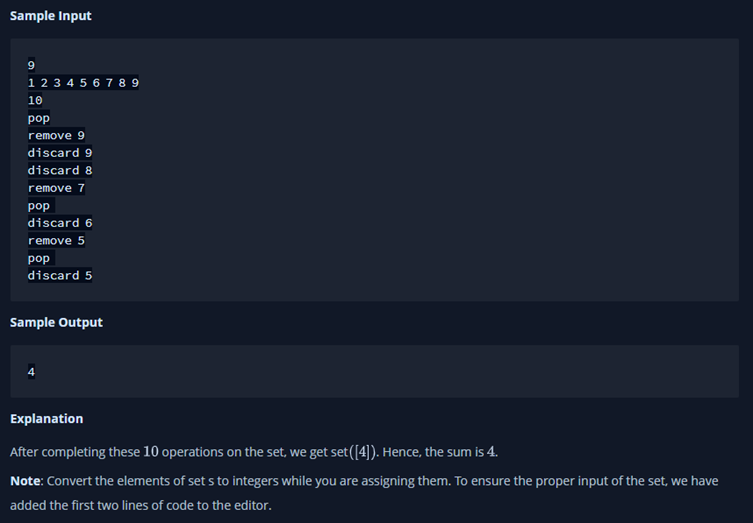 Sample Input
9
1 2 3 4 5 6 7 8 9
10
pop
remove 9
discard 9
discard 8
remove 7
pop
discard 6
remove 5
pop
discard 5
Sample Output
4
Explanation
After completing these 10 operations on the set, we get set([4]). Hence, the sum is 4.
Note: Convert the elements of set s to integers while you are assigning them. To ensure the proper input of the set, we have
added the first two lines of code to the editor.